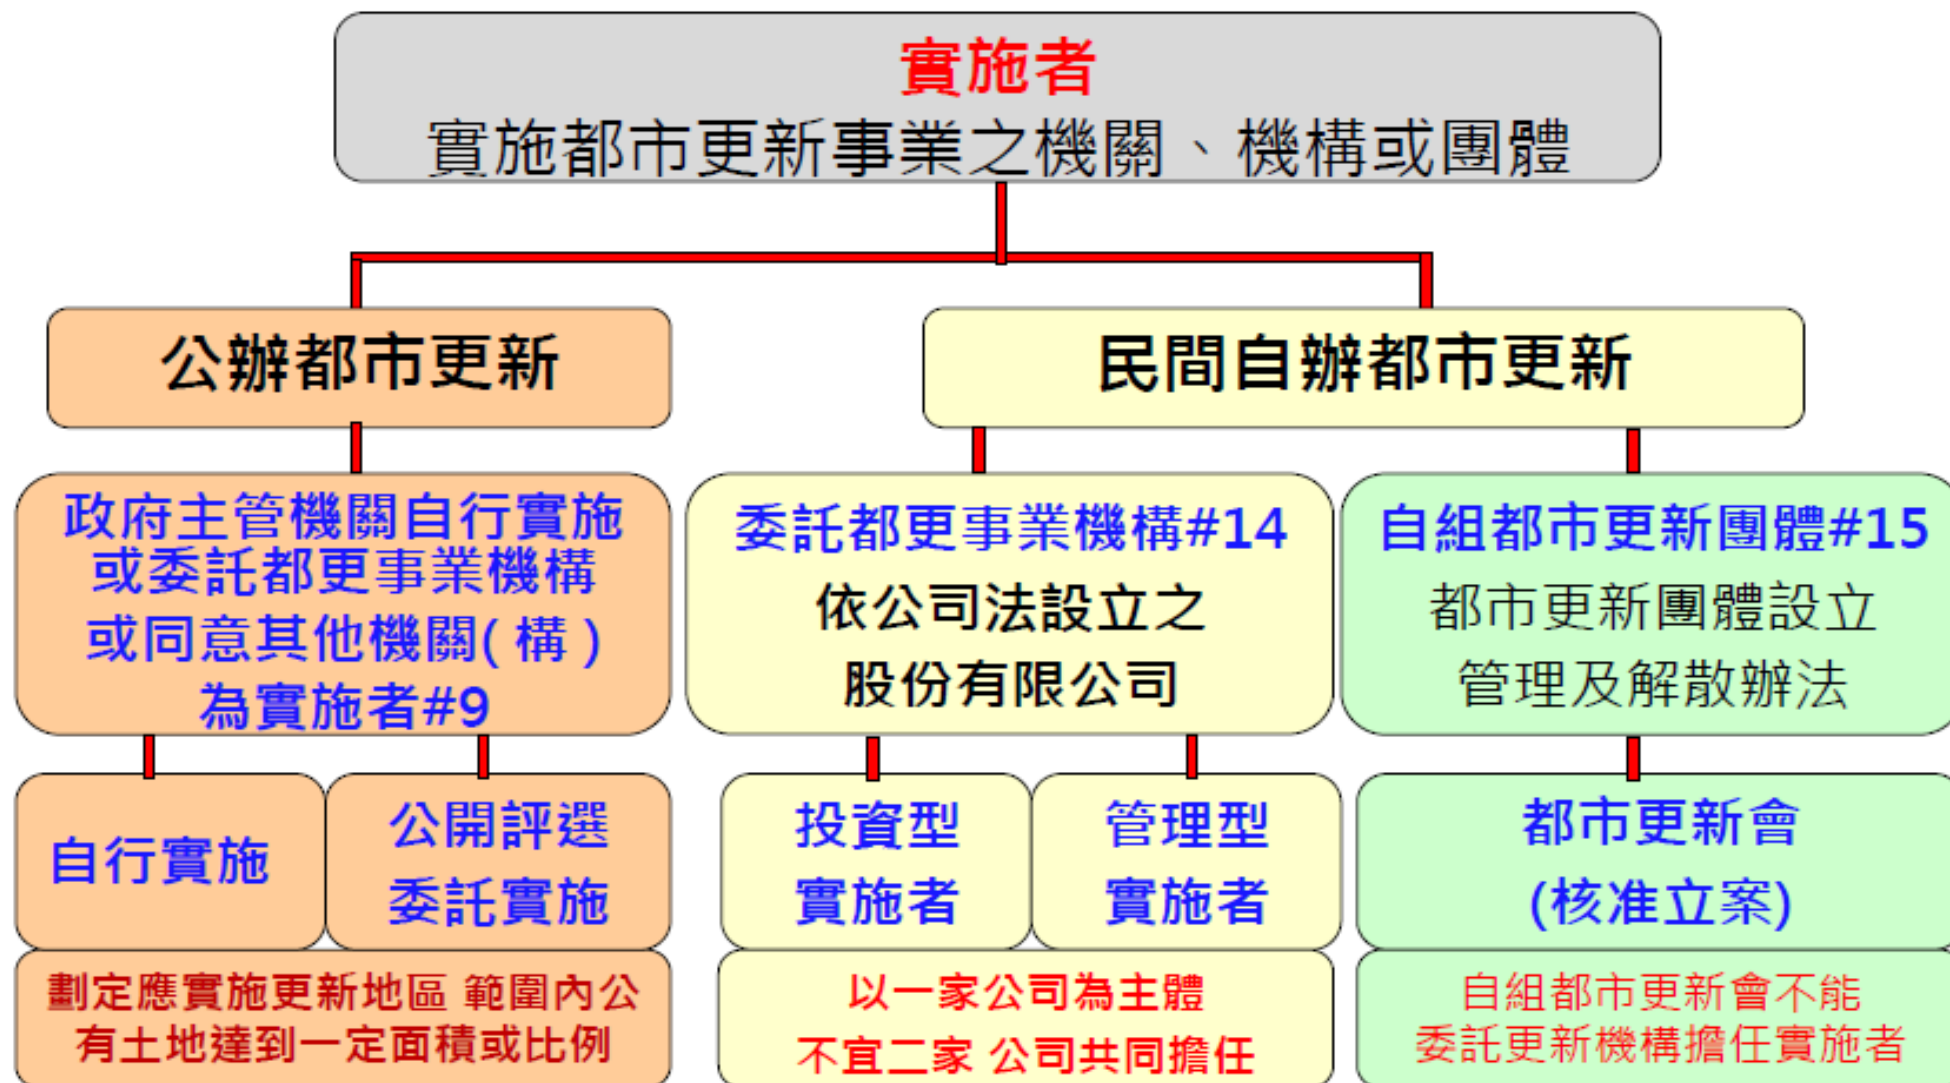 實施者
實施都市更新事業之機關、機構或團體
公辦都市更新
民間自辦都市更新
政府主管機關自行實施
或委託都更事業機構
或同意其他機關(構)
為實施者#9
委託都更事業機構#14
依公司法設立之
股份有限公司
自組都市更新團體#15
都市更新團體設立
管理及解散辦法
自行實施
公開評選
委託實施
投資型
實施者
管理型
實施者
都市更新會
(核准立案)
劃定應實施更新地區 範圍內公
有土地達到一定面積或比例
以一家公司為主體
不宜二家 公司共同擔任
自組都市更新會不能
委託更新機構擔任實施者